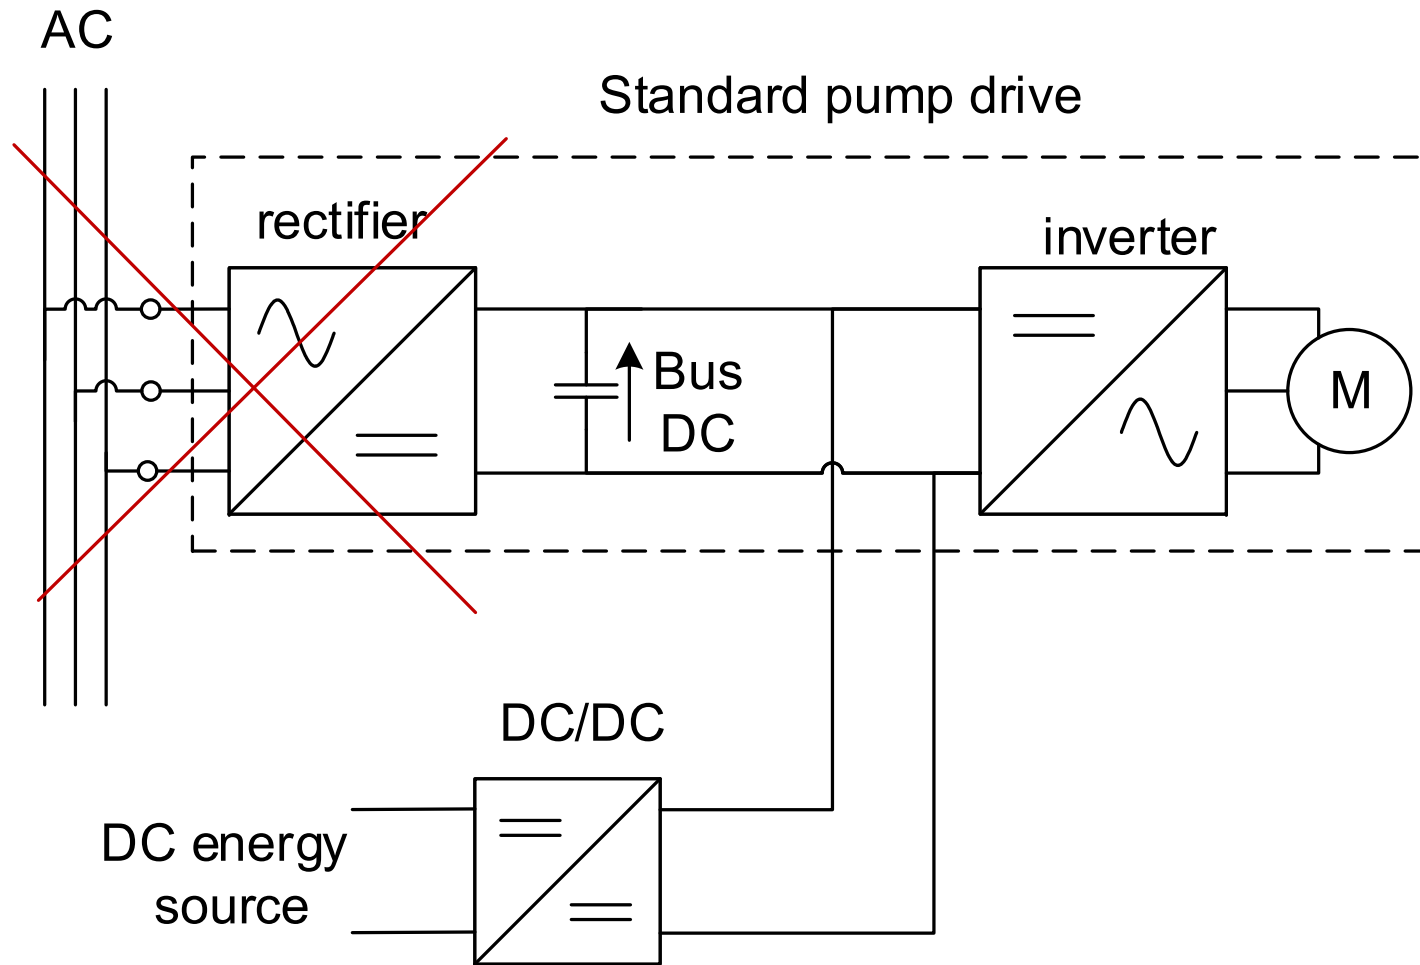 AC
Standard pump drive
rectifier
inverter
Bus
DC
M
DC/DC
DC energy
source